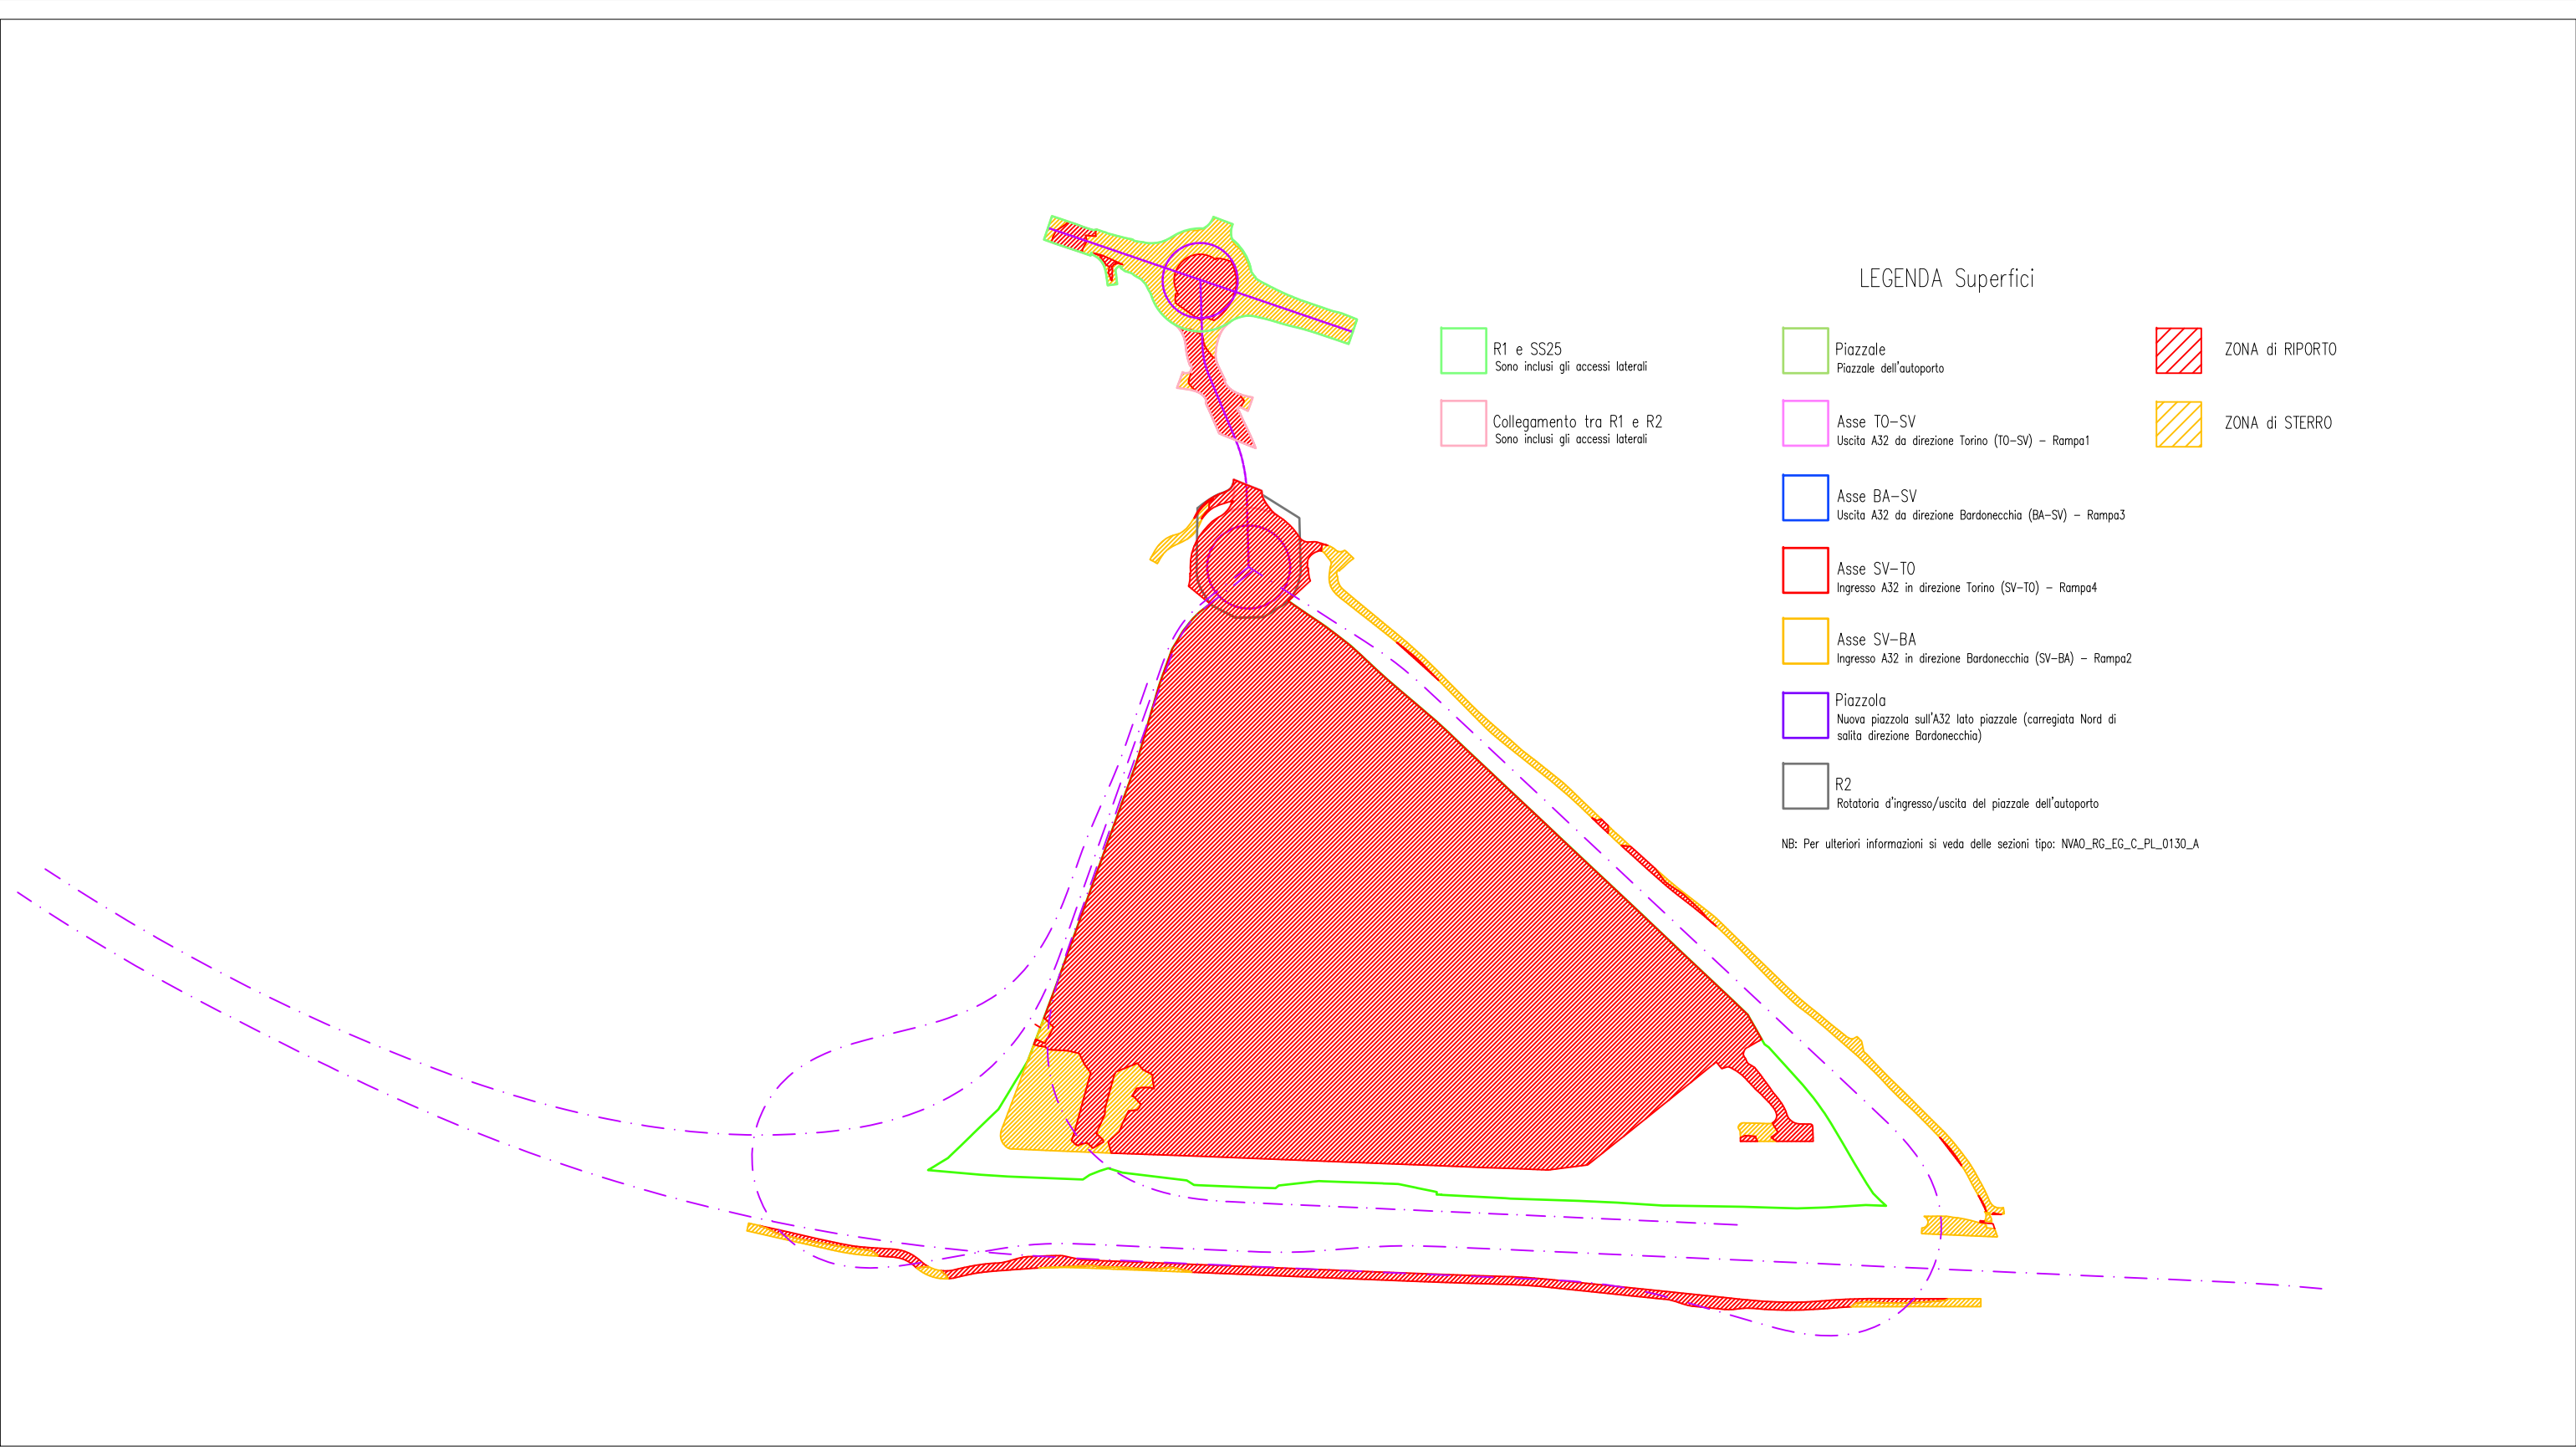 LEGENDA Superfici
R1 e SS25
Sono inclusi gli accessi laterali
Collegamento tra R1 e R2
Sono inclusi gli accessi laterali
Piazzale
Piazzale dell'autoporto
Asse TO-SV
Uscita A32 da direzione Torino (TO-SV) - Rampa1
Asse BA-SV
Uscita A32 da direzione Bardonecchia (BA-SV) - Rampa3
Asse SV-TO
Ingresso A32 in direzione Torino (SV-TO) - Rampa4
Asse SV-BA
Ingresso A32 in direzione Bardonecchia (SV-BA) - Rampa2
Piazzola
Nuova piazzola sull'A32 lato piazzale (carregiata Nord di
salita direzione Bardonecchia)
R2
Rotatoria d'ingresso/uscita del piazzale dell'autoporto
ZONA di RIPORTO
ZONA di STERRO
NB: Per ulteriori informazioni si veda delle sezioni tipo: NVA0_RG_EG_C_PL_0130_A